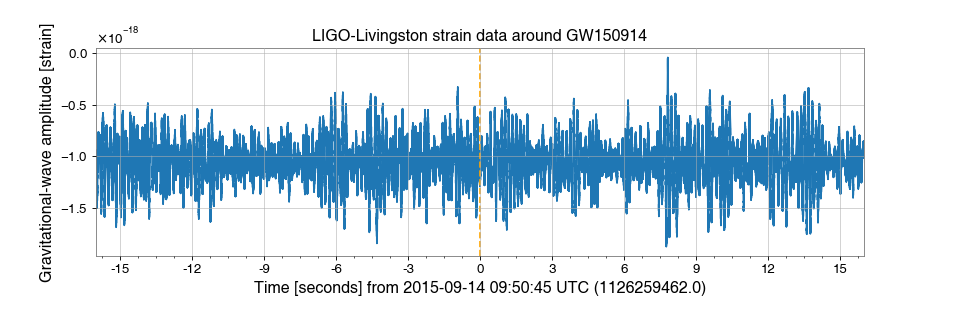 LIGO-Livingston strain data around GW150914
×10⁻¹⁸
Gravitational-wave amplitude [strain]
0.0
−0.5
−1.0
−1.5
-15 -12 -9 -6 -3 0 3 6 9 12 15
Time [seconds] from 2015-09-14 09:50:45 UTC (1126259462.0)